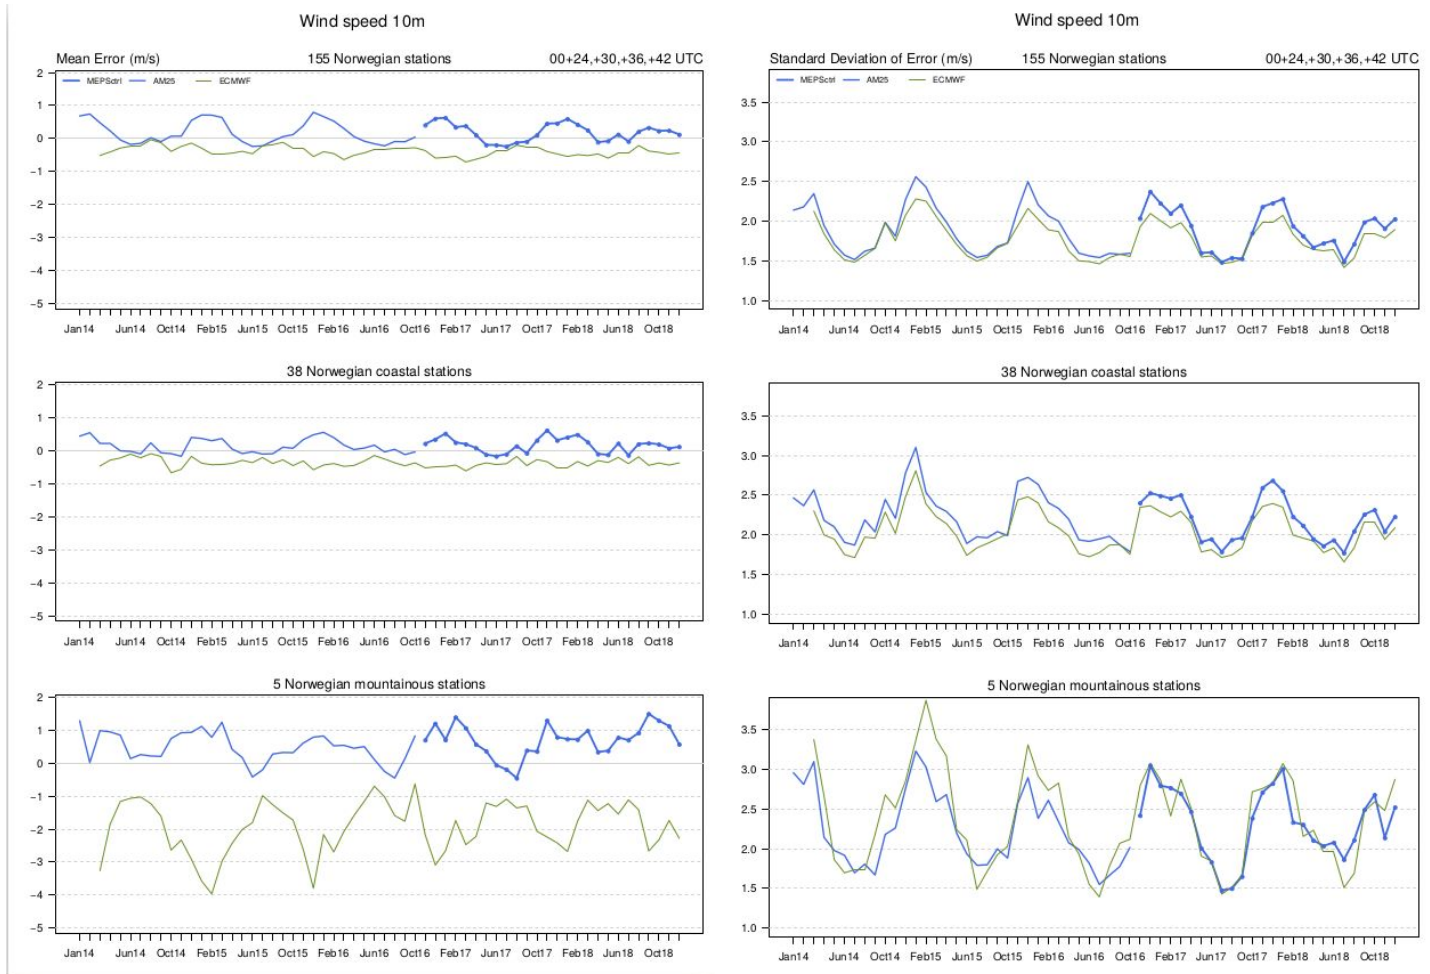 Wind speed 10m
Mean Error (m/s) 155 Norwegian stations 00+24,+30,+36,+42 UTC
MEPSctrl AM25 ECMWF
2
1
0
−1
−2
−3
−4
−5
Jan14 Jun14 Oct14 Feb15 Jun15 Oct15 Feb16 Jun16 Oct16 Feb17 Jun17 Oct17 Feb18 Jun18 Oct18
38 Norwegian coastal stations
2
1
0
−1
−2
−3
−4
−5
Jan14 Jun14 Oct14 Feb15 Jun15 Oct15 Feb16 Jun16 Oct16 Feb17 Jun17 Oct17 Feb18 Jun18 Oct18
5 Norwegian mountainous stations
2
1
0
−1
−2
−3
−4
−5
Jan14 Jun14 Oct14 Feb15 Jun15 Oct15 Feb16 Jun16 Oct16 Feb17 Jun17 Oct17 Feb18 Jun18 Oct18
Wind speed 10m
Standard Deviation of Error (m/s) 155 Norwegian stations 00+24,+30,+36,+42 UTC
MEPSctrl AM25 ECMWF
3.5
3.0
2.5
2.0
1.5
1.0
Jan14 Jun14 Oct14 Feb15 Jun15 Oct15 Feb16 Jun16 Oct16 Feb17 Jun17 Oct17 Feb18 Jun18 Oct18
38 Norwegian coastal stations
3.5
3.0
2.5
2.0
1.5
1.0
Jan14 Jun14 Oct14 Feb15 Jun15 Oct15 Feb16 Jun16 Oct16 Feb17 Jun17 Oct17 Feb18 Jun18 Oct18
5 Norwegian mountainous stations
3.5
3.0
2.5
2.0
1.5
1.0
Jan14 Jun14 Oct14 Feb15 Jun15 Oct15 Feb16 Jun16 Oct16 Feb17 Jun17 Oct17 Feb18 Jun18 Oct18